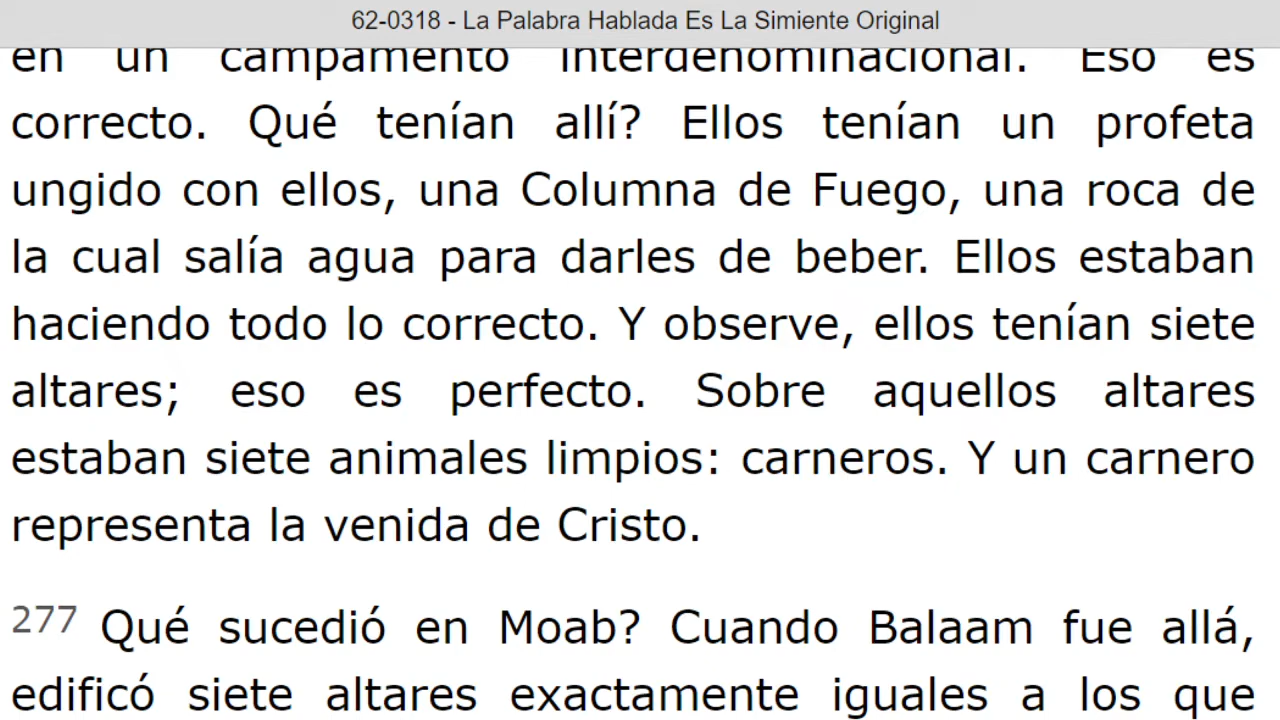 62-0318 - La Palabra Hablada Es La Simiente Original
en un campamento interdenominacional. Eso es
correcto. Qué tenían allí? Ellos tenían un profeta
ungido con ellos, una Columna de Fuego, una roca de
la cual salía agua para darles de beber. Ellos estaban
haciendo todo lo correcto. Y observe, ellos tenían siete
altares; eso es perfecto. Sobre aquellos altares
estaban siete animales limpios: carneros. Y un carnero
representa la venida de Cristo.
277 Qué sucedió en Moab? Cuando Balaam fue allá,
edificó siete altares exactamente iguales a los que